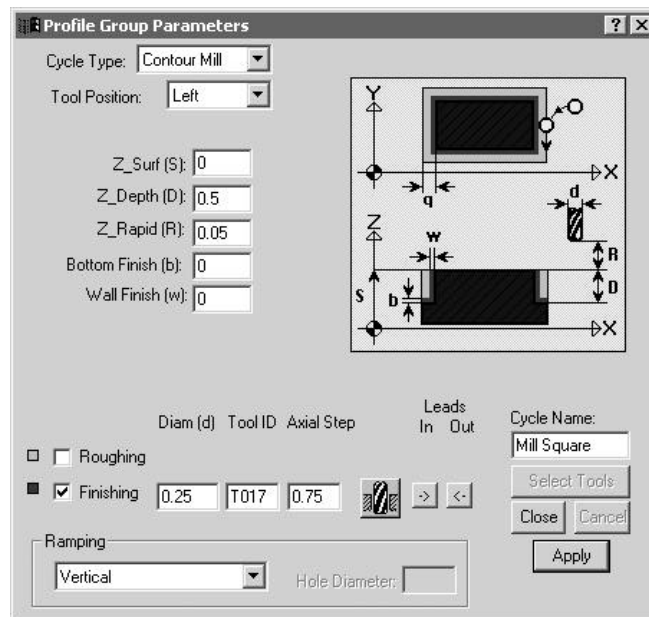 Profile Group Parameters
Cycle Type: Contour Mill
Tool Position: Left
Z_Surf (S): 0
Z_Depth (D): 0.5
Z_Rapid (R): 0.05
Bottom Finish (b): 0
Wall Finish (w): 0
Y
X
q
d
Z
w
R
b
S
D
X
Leads
Diam (d) Tool ID Axial Step In Out
Roughing
Finishing 0.25 T017 0.75 -> <-
Cycle Name:
Mill Square
Select Tools
Close Cancel
Apply
Ramping
Vertical Hole Diameter: